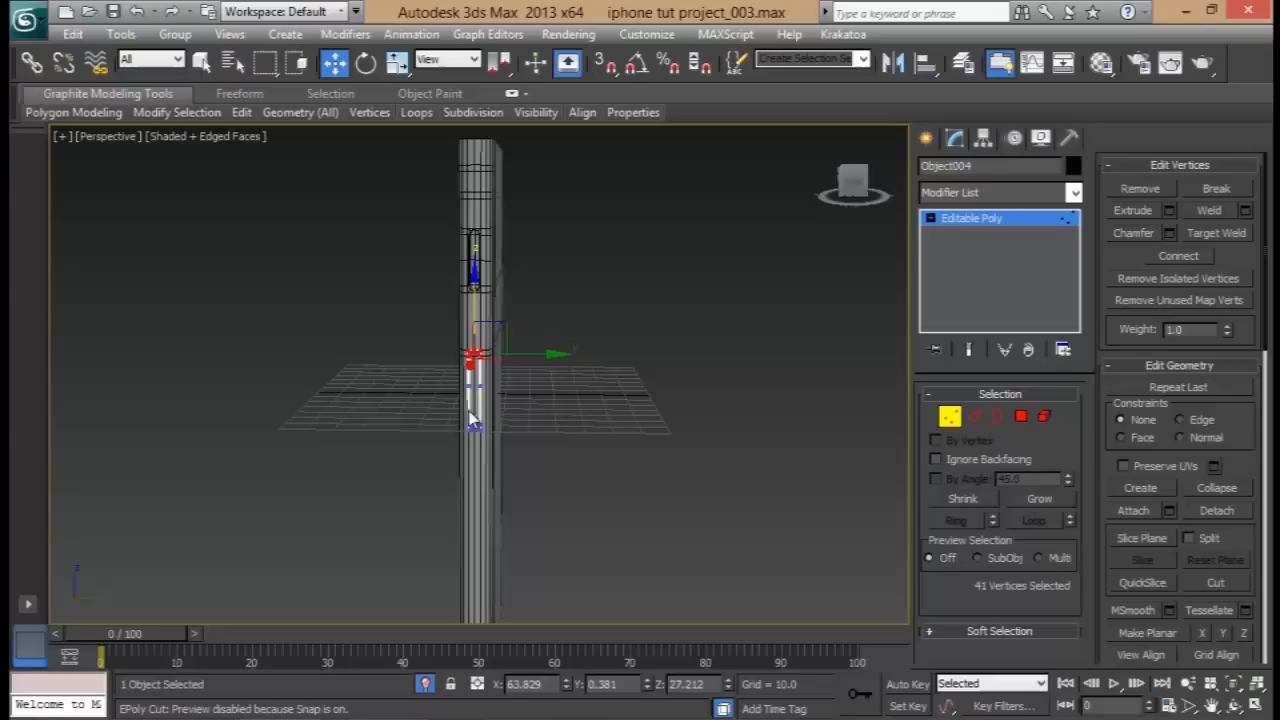 Workspace: Default
Autodesk 3ds Max 2013 x64 iphone tut project_003.max
Type a keyword or phrase
Edit Tools Group Views Create Modifiers Animation Graph Editors Rendering Customize MAXScript Help Krakatoa
All View Create Selection Se
Graphite Modeling Tools Freeform Selection Object Paint
Polygon Modeling Modify Selection Edit Geometry (All) Vertices Loops Subdivision Visibility Align Properties
[+] [Perspective] [Shaded + Edged Faces]
z
y
z
Object004
Modifier List
Editable Poly
Selection
By Vertex
Ignore Backfacing
By Angle: 45.0
Shrink Grow
Ring Loop
Preview Selection
Off SubObj Multi
41 Vertices Selected
Soft Selection
Edit Vertices
Remove Break
Extrude Weld
Chamfer Target Weld
Connect
Remove Isolated Vertices
Remove Unused Map Verts
Weight: 1.0
Edit Geometry
Repeat Last
Constraints
None Edge
Face Normal
Preserve UVs
Create Collapse
Attach Detach
Slice Plane Split
Slice Reset Plane
QuickSlice Cut
MSmooth Tessellate
Make Planar X Y Z
View Align Grid Align
< 0 / 100 >
0 10 20 30 40 50 60 70 80 90 100
1 Object Selected X: 63.829 Y: 0.381 Z: 27.212 Grid = 10.0 Auto Key Selected
Welcome to M EPoly Cut: Preview disabled because Snap is on. Add Time Tag Set Key Key Filters... 0